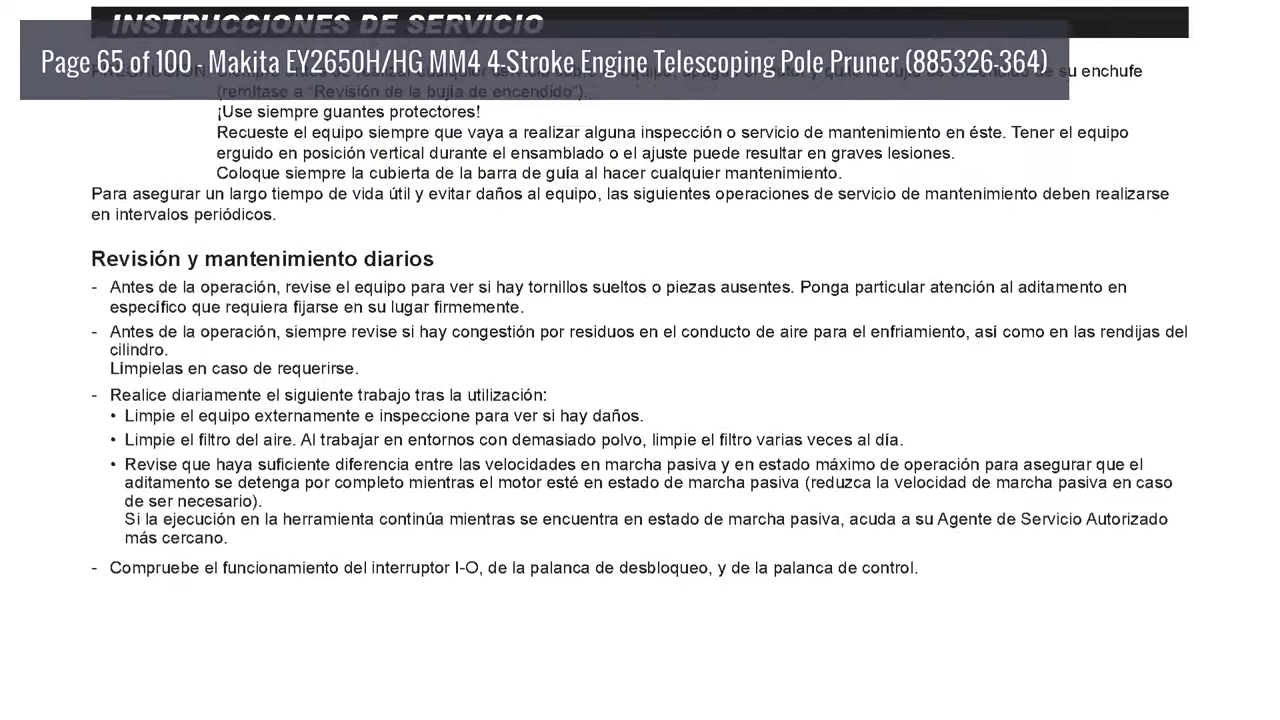 INSTRUCCIONES DE SERVICIO
Page 65 of 100 - Makita EY2650H/HG MM4 4-Stroke Engine Telescoping Pole Pruner (885326-364)
su enchufe
(remítase a "Revisión de la bujía de encendido").
¡Use siempre guantes protectores!
Recueste el equipo siempre que vaya a realizar alguna inspección o servicio de mantenimiento en éste. Tener el equipo
erguido en posición vertical durante el ensamblado o el ajuste puede resultar en graves lesiones.
Coloque siempre la cubierta de la barra de guía al hacer cualquier mantenimiento.
Para asegurar un largo tiempo de vida útil y evitar daños al equipo, las siguientes operaciones de servicio de mantenimiento deben realizarse
en intervalos periódicos.
Revisión y mantenimiento diarios
- Antes de la operación, revise el equipo para ver si hay tornillos sueltos o piezas ausentes. Ponga particular atención al aditamento en
específico que requiera fijarse en su lugar firmemente.
- Antes de la operación, siempre revise si hay congestión por residuos en el conducto de aire para el enfriamiento, así como en las rendijas del
cilindro.
Límpielas en caso de requerirse.
- Realice diariamente el siguiente trabajo tras la utilización:
• Limpie el equipo externamente e inspeccione para ver si hay daños.
• Limpie el filtro del aire. Al trabajar en entornos con demasiado polvo, limpie el filtro varias veces al día.
• Revise que haya suficiente diferencia entre las velocidades en marcha pasiva y en estado máximo de operación para asegurar que el
aditamento se detenga por completo mientras el motor esté en estado de marcha pasiva (reduzca la velocidad de marcha pasiva en caso
de ser necesario).
Si la ejecución en la herramienta continúa mientras se encuentra en estado de marcha pasiva, acuda a su Agente de Servicio Autorizado
más cercano.
- Compruebe el funcionamiento del interruptor I-O, de la palanca de desbloqueo, y de la palanca de control.